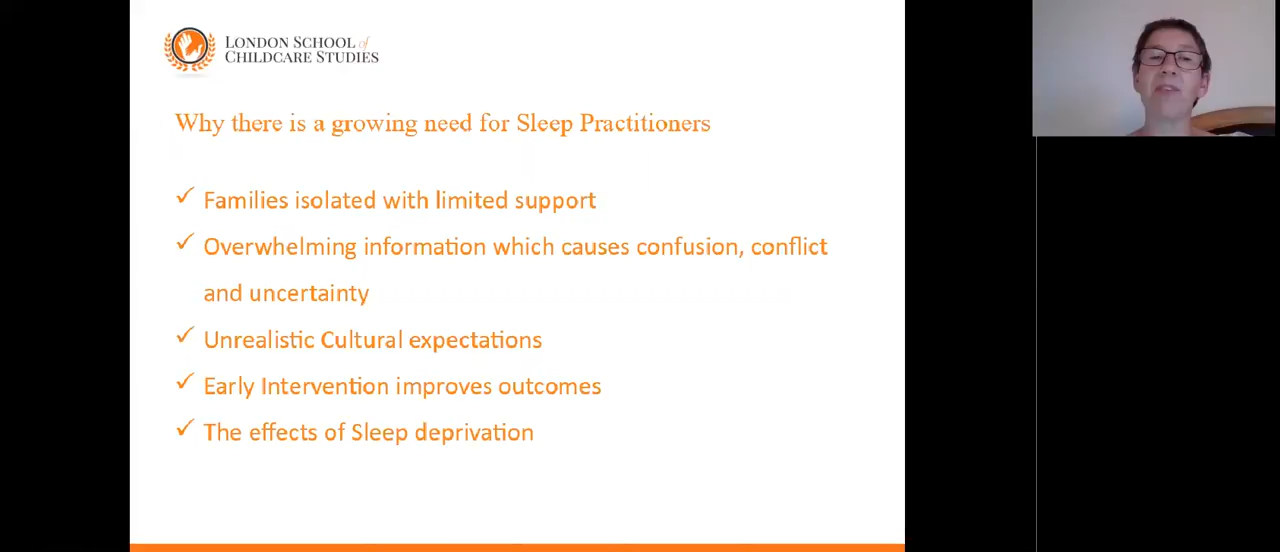 LONDON SCHOOL of
CHILDCARE STUDIES
Why there is a growing need for Sleep Practitioners
✓ Families isolated with limited support
✓ Overwhelming information which causes confusion, conflict
and uncertainty
✓ Unrealistic Cultural expectations
✓ Early Intervention improves outcomes
✓ The effects of Sleep deprivation